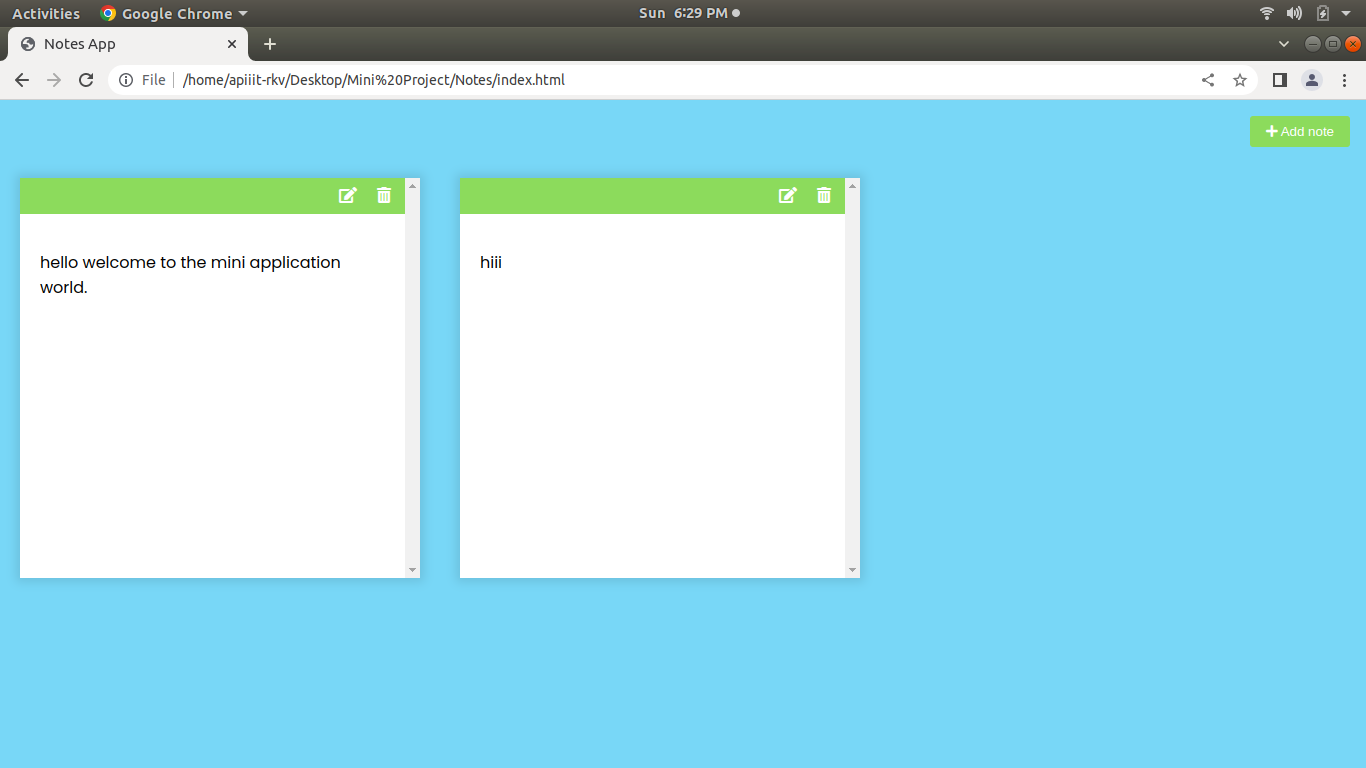 Activities Google Chrome Sun 6:29 PM
Notes App
File /home/apiiit-rkv/Desktop/Mini%20Project/Notes/index.html
Add note
hello welcome to the mini application
world.
hiii